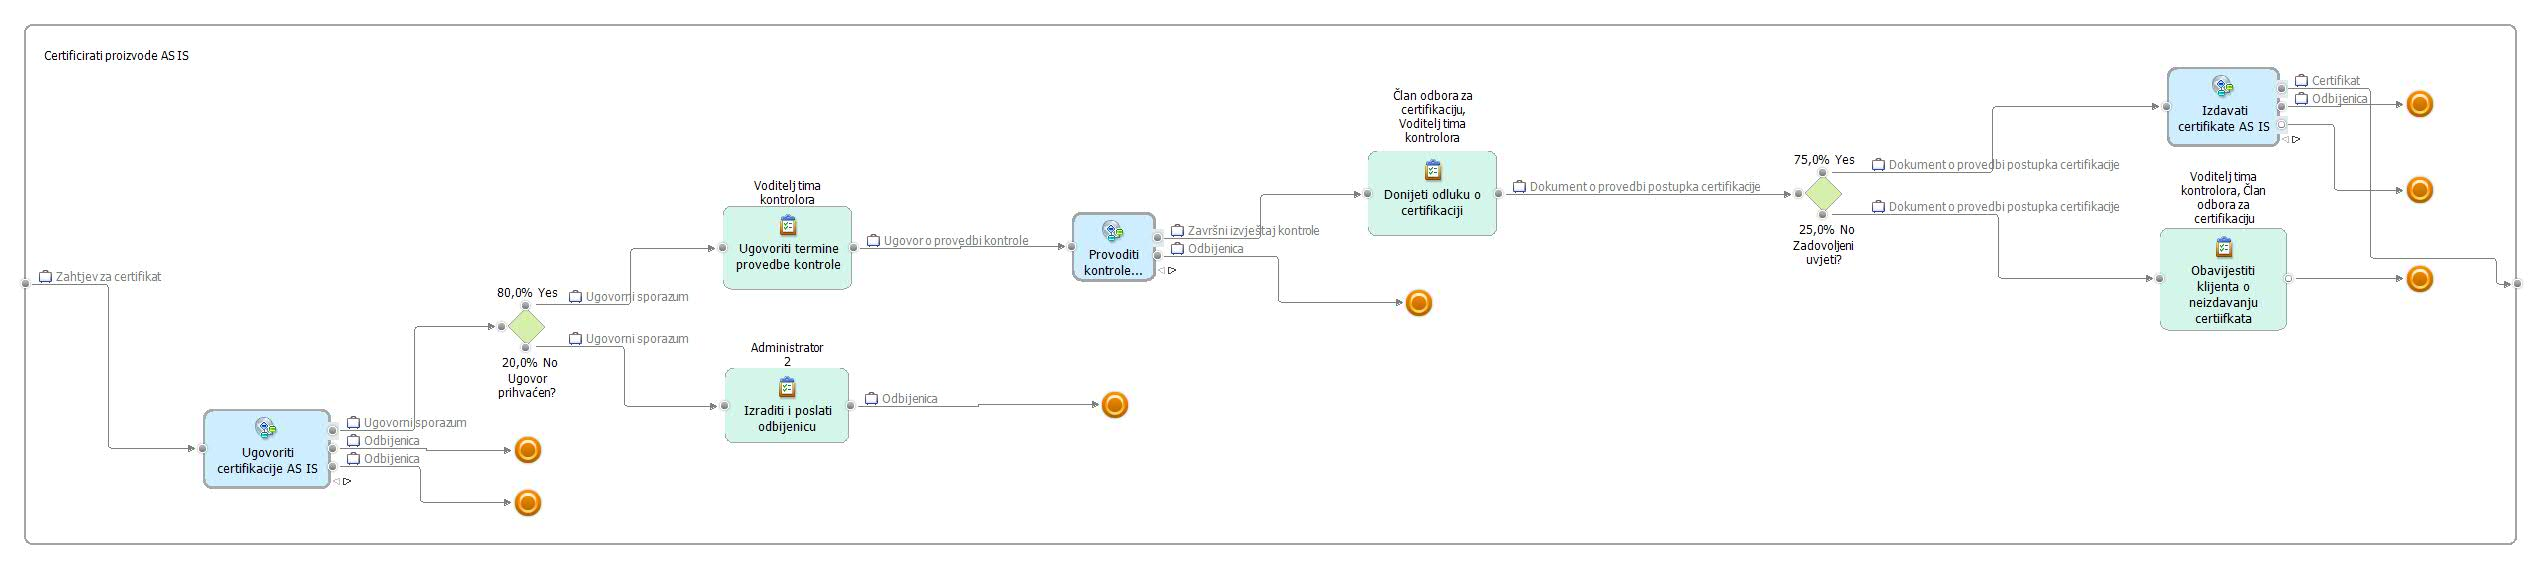 Certificirati proizvode AS IS
Zahtjev za certifikat
Ugovoriti
certifikacije AS IS
Ugovorni sporazum
Odbijenica
Odbijenica
80,0% Yes
20,0% No
Ugovor
prihvaćen?
Ugovorni sporazum
Ugovorni sporazum
Voditelj tima
kontrolora
Ugovoriti termine
provedbe kontrole
Ugovor o provedbi kontrole
Administrator
2
Izraditi i poslati
odbijenicu
Odbijenica
Provoditi
kontrole...
Završni izvještaj kontrole
Odbijenica
Član odbora za
certifikaciju,
Voditelj tima
kontrolora
Donijeti odluku o
certifikaciji
Dokument o provedbi postupka certifikacije
75,0% Yes
25,0% No
Zadovoljeni
uvjeti?
Dokument o provedbi postupka certifikacije
Dokument o provedbi postupka certifikacije
Izdavati
certifikate AS IS
Certifikat
Odbijenica
Voditelj tima
kontrolora, Član
odbora za
certifikaciju
Obavijestiti
klijenta o
neizdavanju
certiifkata